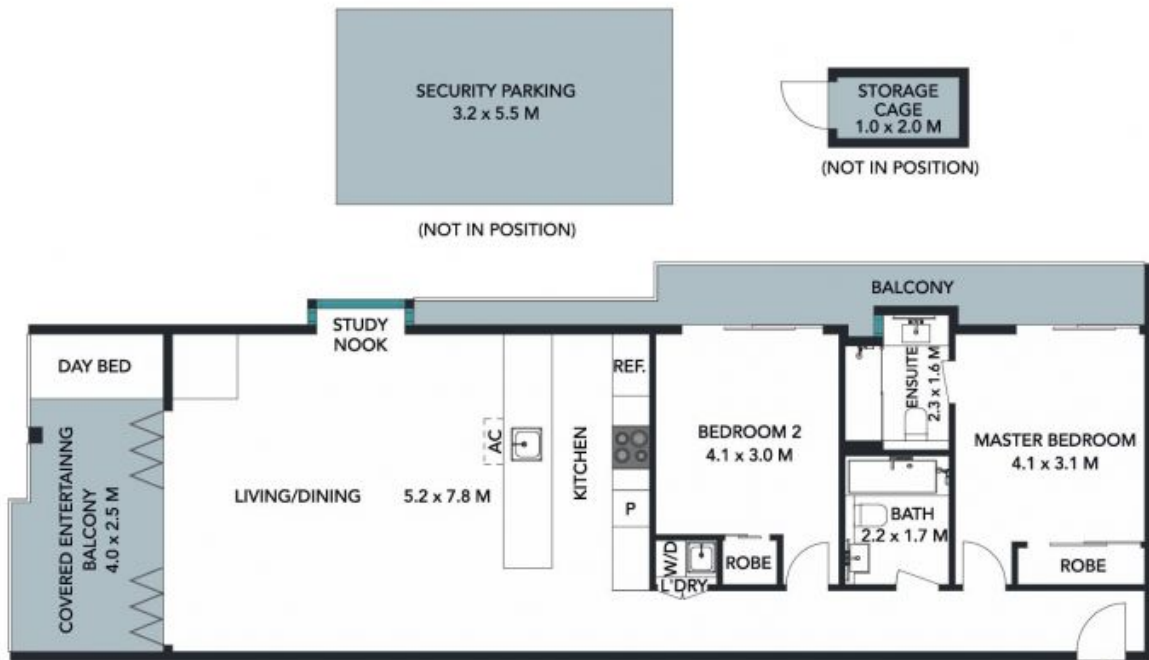 SECURITY PARKING
3.2 x 5.5 M
(NOT IN POSITION)
STORAGE
CAGE
1.0 x 2.0 M
(NOT IN POSITION)
BALCONY
STUDY
NOOK
DAY BED
COVERED ENTERTAINNG
BALCONY
4.0 x 2.5 M
LIVING/DINING 5.2 x 7.8 M
AC
KITCHEN
REF.
P
BEDROOM 2
4.1 x 3.0 M
W/D
L'DRY
ROBE
ENSUITE
2.3 x 1.6 M
BATH
2.2 x 1.7 M
MASTER BEDROOM
4.1 x 3.1 M
ROBE